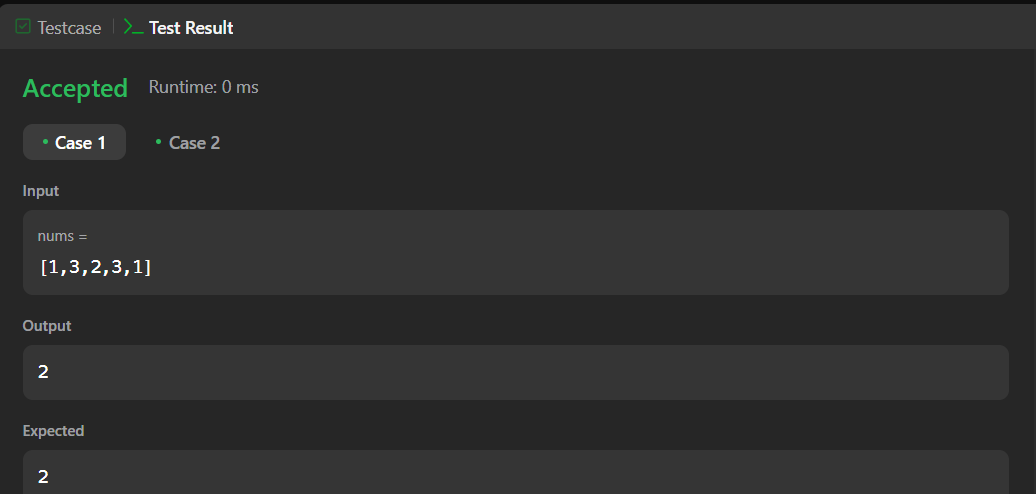 Testcase Test Result
Accepted Runtime: 0 ms
Case 1 Case 2
Input
nums =
[1,3,2,3,1]
Output
2
Expected
2